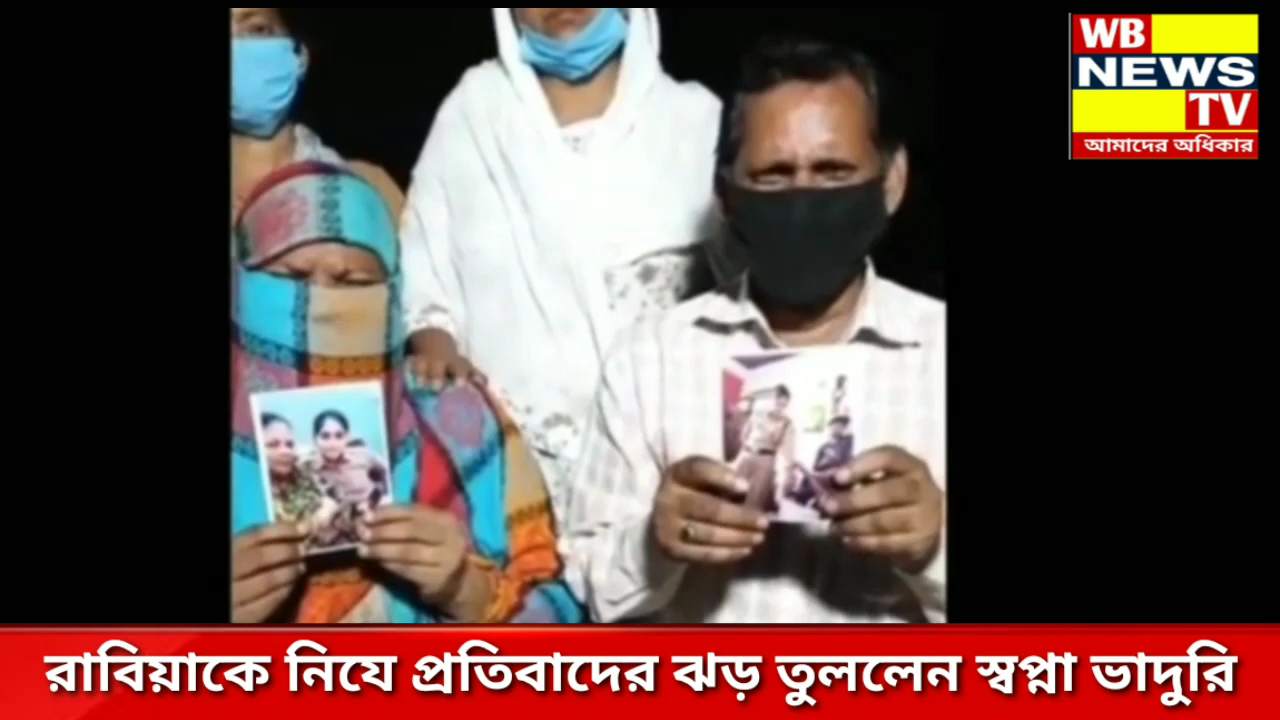 WB
NEWS
TV
আমাদের অধিকার
রাবিয়াকে নিযে প্রতিবাদের ঝড় তুললেন স্বপ্না ভাদুরি